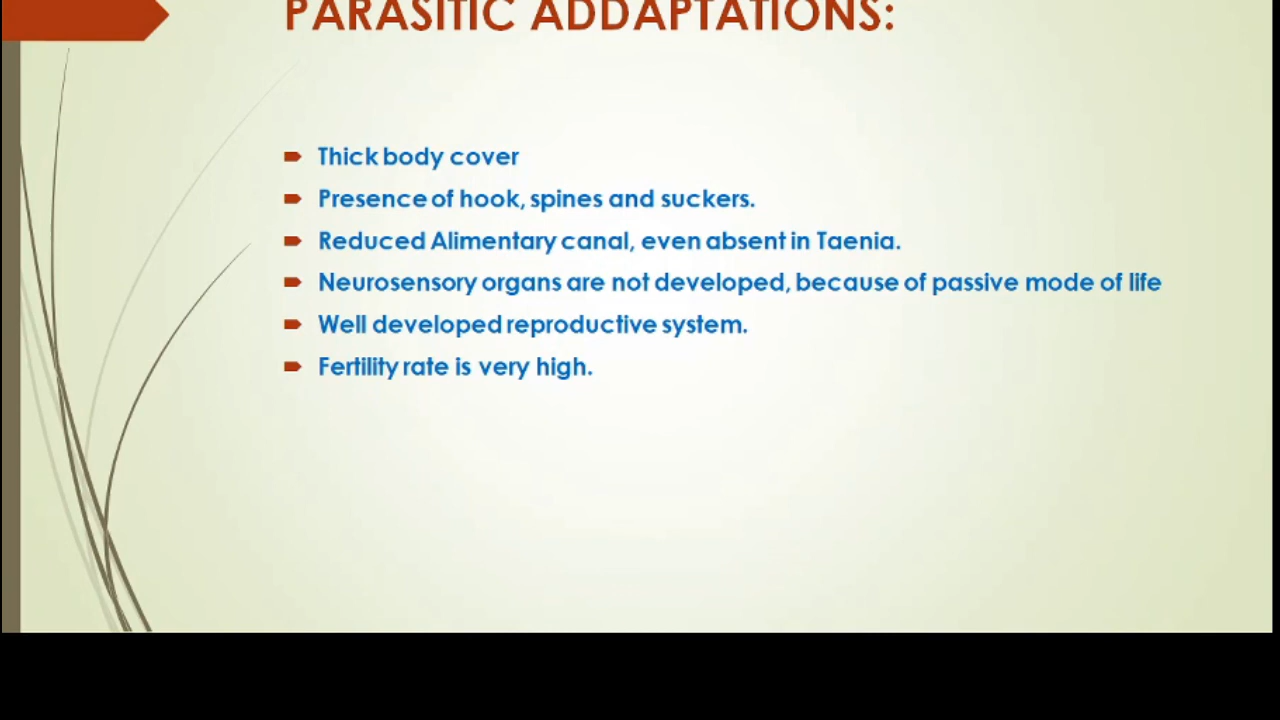 PARASITIC ADDAPTATIONS:
Thick body cover
Presence of hook, spines and suckers.
Reduced Alimentary canal, even absent in Taenia.
Neurosensory organs are not developed, because of passive mode of life
Well developed reproductive system.
Fertility rate is very high.